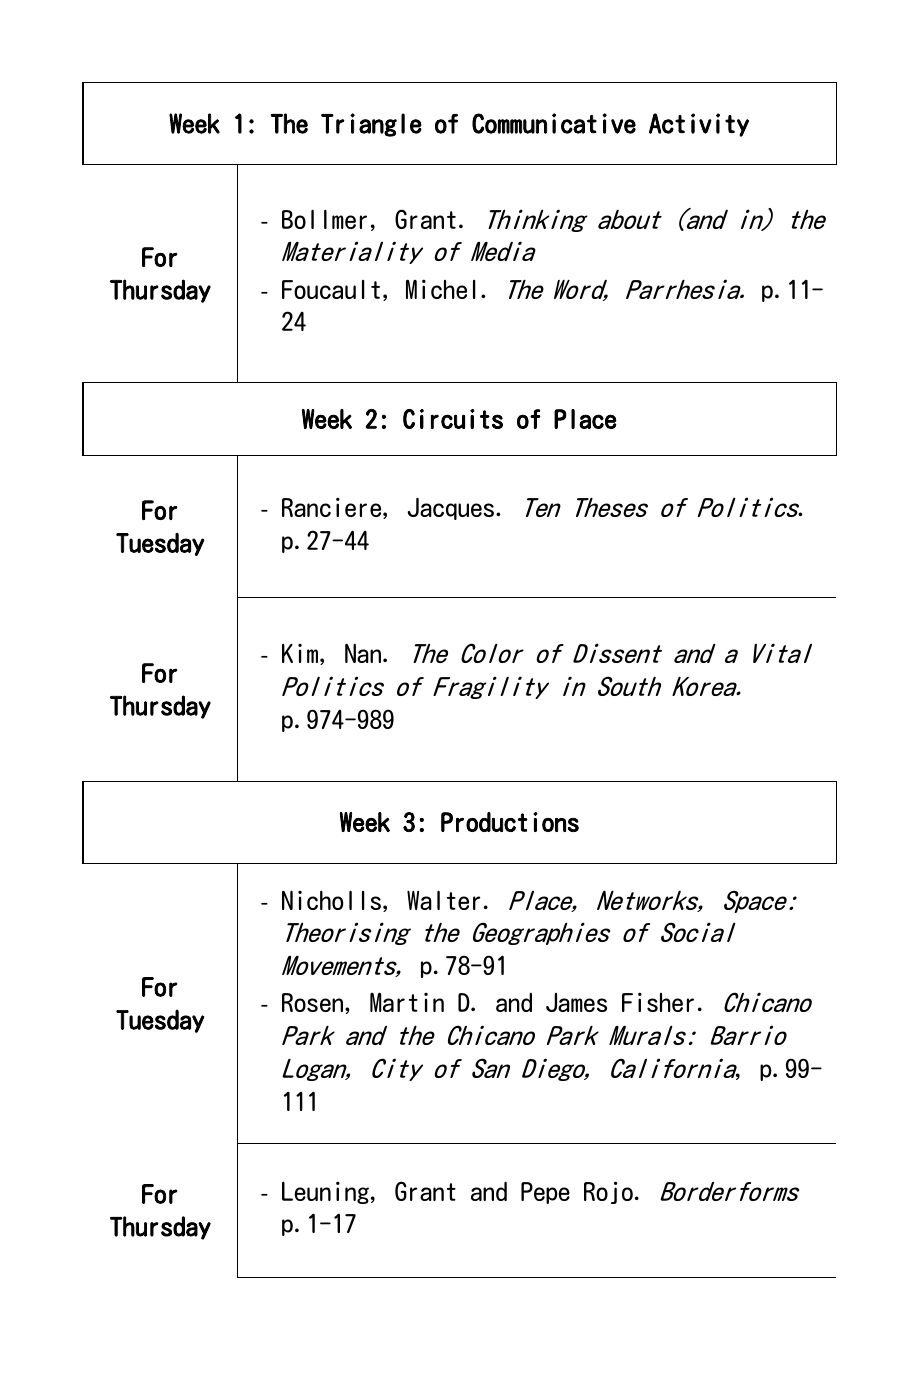 Week 1: The Triangle of Communicative Activity
For
Thursday
- Bollmer, Grant. Thinking about (and in) the
Materiality of Media
- Foucault, Michel. The Word, Parrhesia. p.11-
24
Week 2: Circuits of Place
For
Tuesday
- Ranciere, Jacques. Ten Theses of Politics.
p.27-44
For
Thursday
- Kim, Nan. The Color of Dissent and a Vital
Politics of Fragility in South Korea.
p.974-989
Week 3: Productions
For
Tuesday
- Nicholls, Walter. Place, Networks, Space:
Theorising the Geographies of Social
Movements, p.78-91
- Rosen, Martin D. and James Fisher. Chicano
Park and the Chicano Park Murals: Barrio
Logan, City of San Diego, California, p.99-
111
For
Thursday
- Leuning, Grant and Pepe Rojo. Borderforms
p.1-17